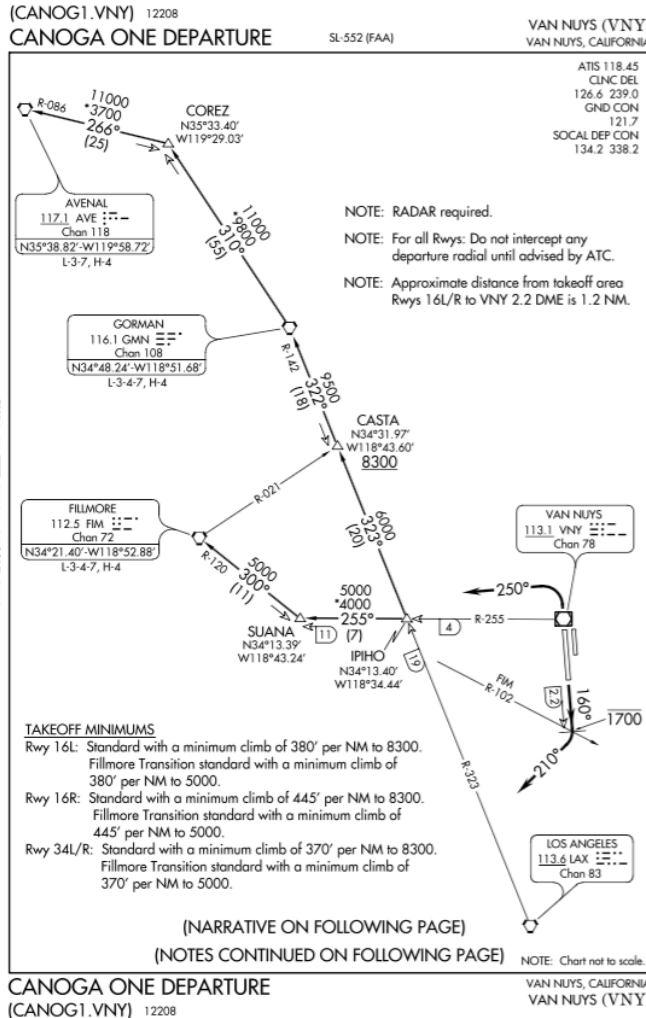 (CANOG1.VNY) 12208
CANOGA ONE DEPARTURE
SL-552 (FAA)
VAN NUYS (VNY)
VAN NUYS, CALIFORNIA
ATIS 118.45
CLNC DEL
126.6 239.0
GND CON
121.7
SOCAL DEP CON
134.2 338.2
R-086
11000
*3700
266°
(25)
COREZ
N35°33.40'
W119°29.03'
AVENAL
117.1 AVE
Chan 118
N35°38.82'-W119°58.72'
L-3-7, H-4
11000
*9800
310°
(55)
NOTE: RADAR required.
NOTE: For all Rwys: Do not intercept any
departure radial until advised by ATC.
NOTE: Approximate distance from takeoff area
Rwys 16L/R to VNY 2.2 DME is 1.2 NM.
GORMAN
116.1 GMN
Chan 108
N34°48.24'-W118°51.68'
L-3-4-7, H-4
R-142
9500
322°
(18)
CASTA
N34°31.97'
W118°43.60'
8300
R-021
FILLMORE
112.5 FIM
Chan 72
N34°21.40'-W118°52.88'
L-3-4-7, H-4
R-120
5000
300°
(11)
6000
323°
(20)
VAN NUYS
113.1 VNY
Chan 78
250°
5000
*4000
255°
(7)
4
R-255
SUANA
N34°13.39'
W118°43.24'
11
IPIHO
N34°13.40'
W118°34.44'
19
FIM
R-102
2.2
160°
1700
210°
R-323
TAKEOFF MINIMUMS
Rwy 16L: Standard with a minimum climb of 380' per NM to 8300.
Fillmore Transition standard with a minimum climb of
380' per NM to 5000.
Rwy 16R: Standard with a minimum climb of 445' per NM to 8300.
Fillmore Transition standard with a minimum climb of
445' per NM to 5000.
Rwy 34L/R: Standard with a minimum climb of 370' per NM to 8300.
Fillmore Transition standard with a minimum climb of
370' per NM to 5000.
LOS ANGELES
113.6 LAX
Chan 83
(NARRATIVE ON FOLLOWING PAGE)
(NOTES CONTINUED ON FOLLOWING PAGE)
NOTE: Chart not to scale.
CANOGA ONE DEPARTURE
(CANOG1.VNY) 12208
VAN NUYS, CALIFORNIA
VAN NUYS (VNY)